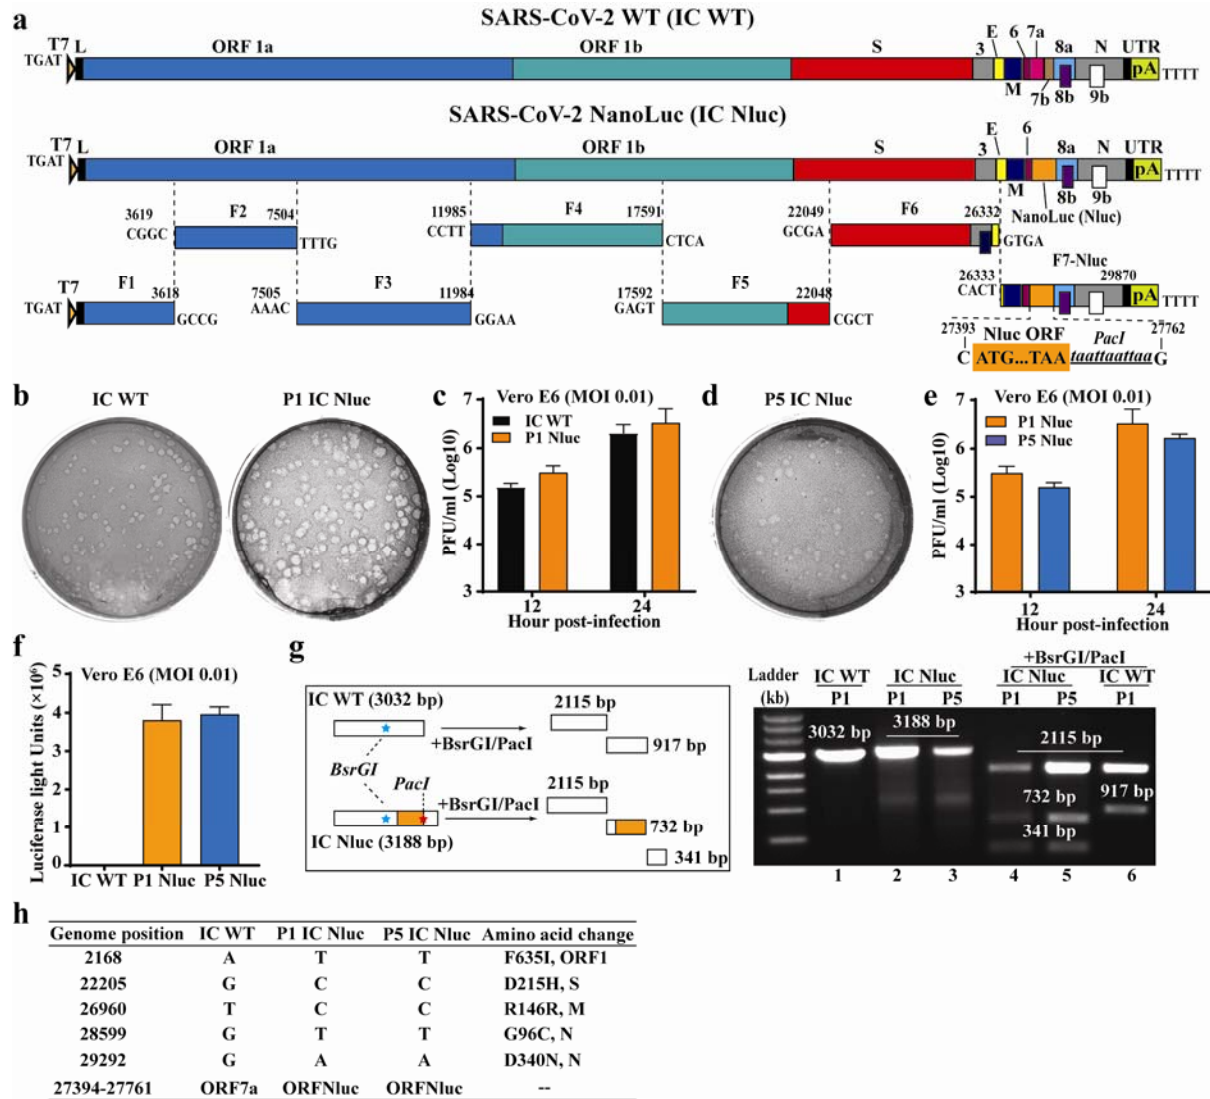 a
SARS-CoV-2 WT (IC WT)
T7 L ORF 1a ORF 1b S 3 E 6 7a 8a N UTR
TGAT pA TTTT
M 7b 8b 9b
SARS-CoV-2 NanoLuc (IC Nluc)
T7 L ORF 1a ORF 1b S 3 E 6 8a N UTR
TGAT pA TTTT
M 8b 9b
NanoLuc (Nluc)
3619 F2 7504 11985 F4 17591 22049 F6 26332
CGGC TTTG CCTT CTCA GCGA GTGA
F7-Nluc
T7 F1 3618 7505 F3 11984 17592 F5 22048 26333 29870
TGAT GCCG AAAC GGAA GAGT CGCT CACT pA TTTT
27393 Nluc ORF PacI 27762
C ATG...TAA taattaattaa G
b
IC WT P1 IC Nluc
c
Vero E6 (MOI 0.01)
IC WT
P1 Nluc
PFU/ml (Log10)
7
6
5
4
3
12 24
Hour post-infection
d
P5 IC Nluc
e
Vero E6 (MOI 0.01)
P1 Nluc
P5 Nluc
PFU/ml (Log10)
7
6
5
4
3
12 24
Hour post-infection
f
Vero E6 (MOI 0.01)
Luciferase light Units (×10⁶)
5
4
3
2
1
0
IC WT P1 Nluc P5 Nluc
g
IC WT (3032 bp)
+BsrGI/PacI
2115 bp
917 bp
BsrGI
PacI
+BsrGI/PacI
2115 bp
732 bp
IC Nluc (3188 bp)
341 bp
+BsrGI/PacI
Ladder IC WT IC Nluc IC Nluc IC WT
(kb) P1 P1 P5 P1 P5 P1
3032 bp 3188 bp
2115 bp
732 bp 917 bp
341 bp
1 2 3 4 5 6
h
Genome position IC WT P1 IC Nluc P5 IC Nluc Amino acid change
2168 A T T F635I, ORF1
22205 G C C D215H, S
26960 T C C R146R, M
28599 G T T G96C, N
29292 G A A D340N, N
27394-27761 ORF7a ORFNluc ORFNluc --